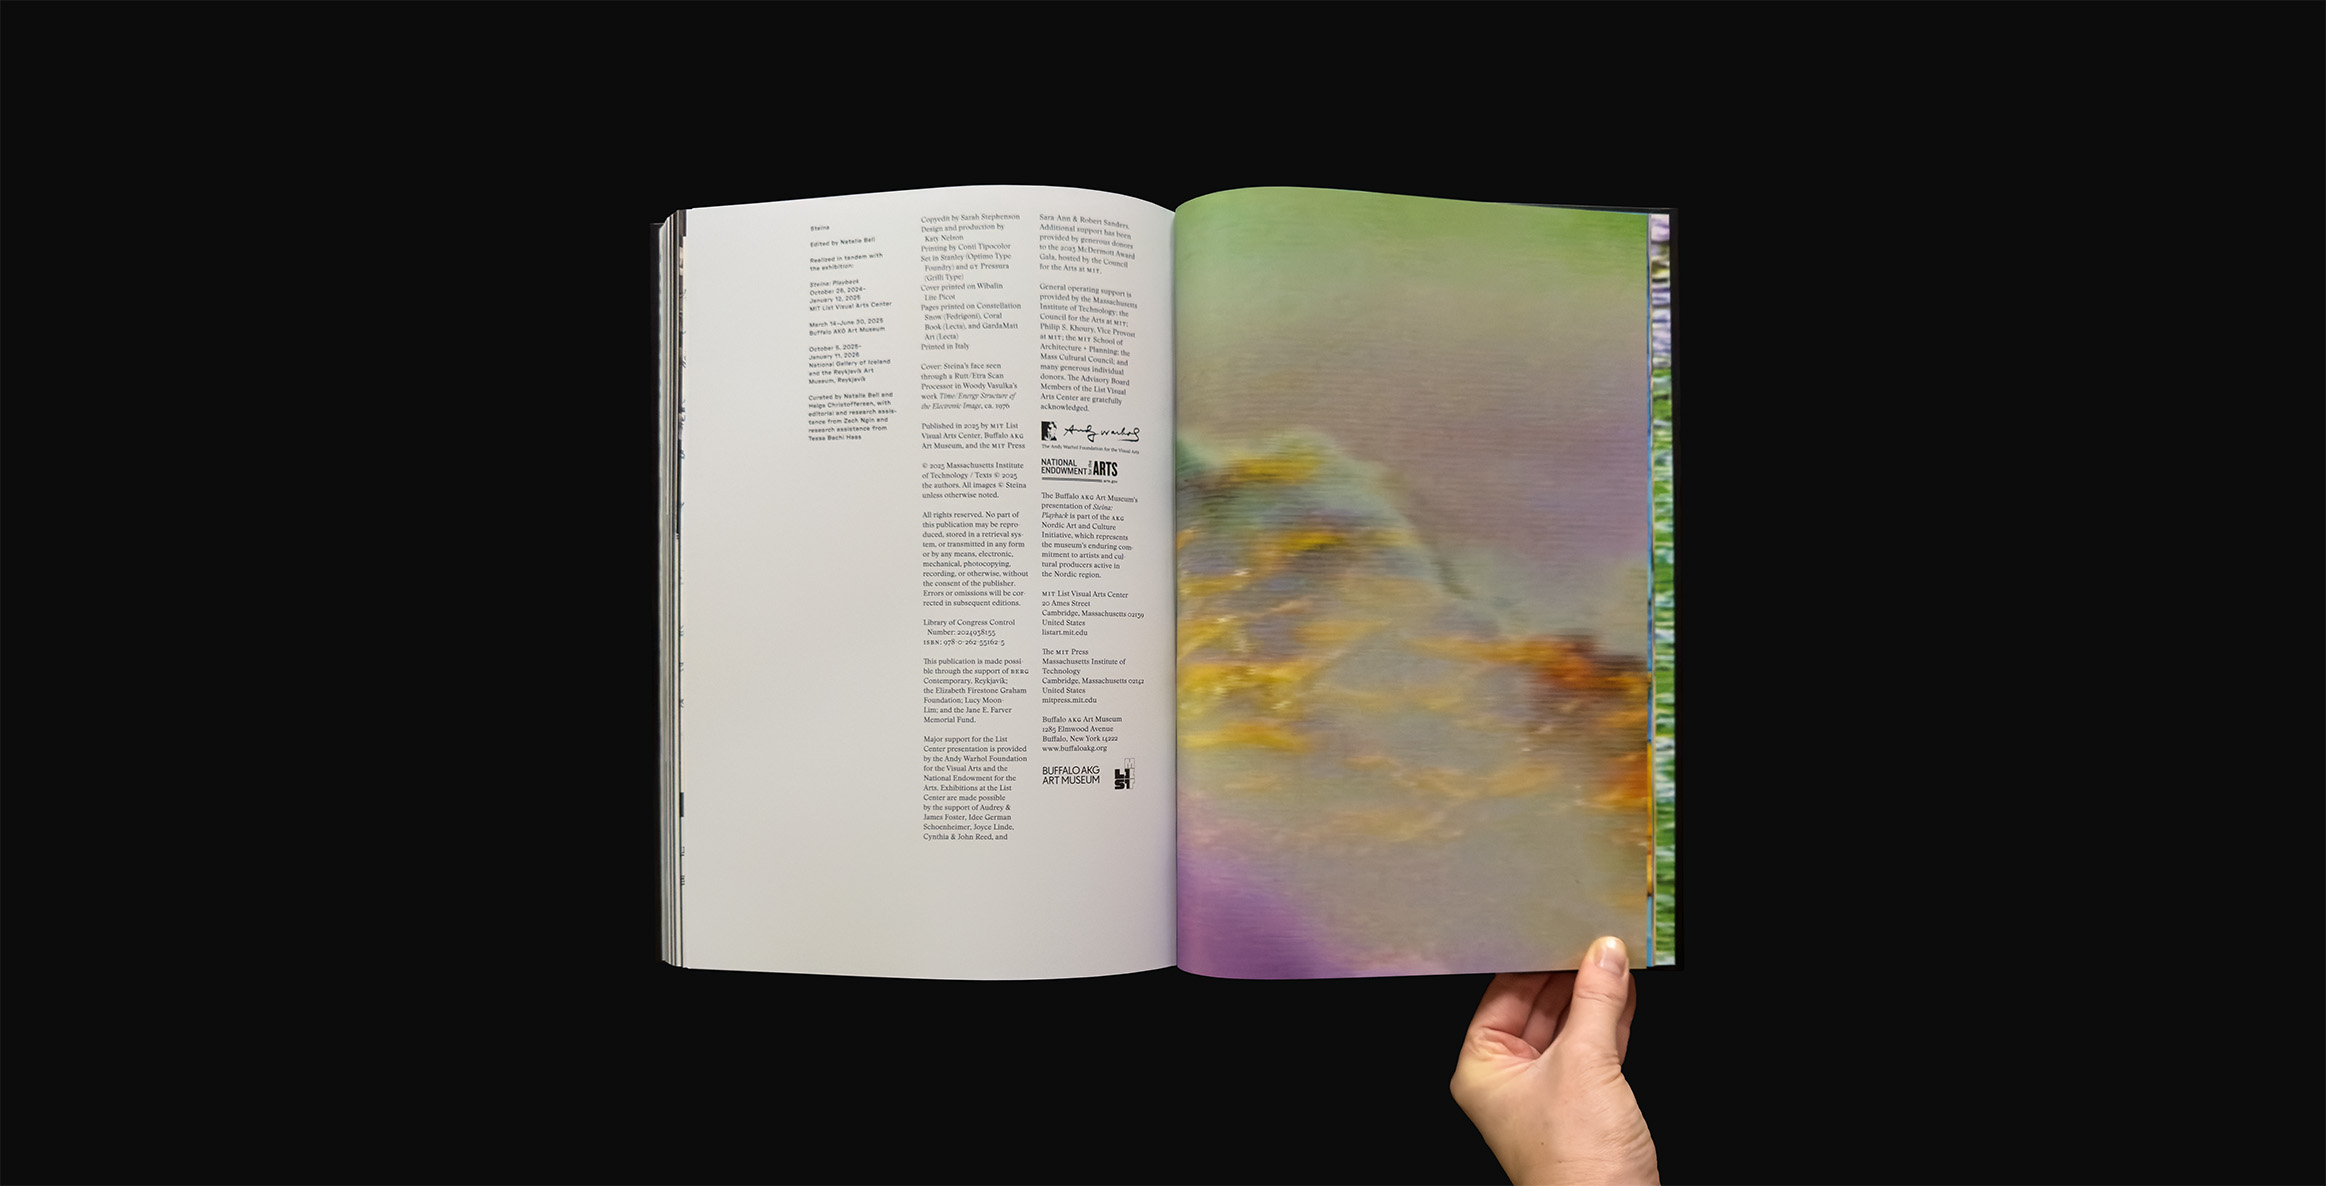 Steina
Edited by Natalie Bell
Realized in tandem with
the exhibition:
Steina: Playback
October 25, 2024–
January 12, 2025
MIT List Visual Arts Center
March 14–June 30, 2025
Buffalo AKG Art Museum
October 5, 2025–
January 11, 2026
National Gallery of Iceland
and the Reykjavík Art
Museum, Reykjavík
Curated by Natalie Bell and
Helga Christoffersen, with
editorial and research assis-
tance from Zach Ngin and
research assistance from
Tessa Bachi Haas
Copyedit by Sarah Stephenson
Design and production by
Katy Nelson
Printing by Conti Tipocolor
Set in Stanley (Optimo Type
Foundry) and GT Pressura
(Grilli Type)
Cover printed on Wibalin
Lite Picot
Pages printed on Constellation
Snow (Fedrigoni), Coral
Book (Lecta), and GardaMatt
Art (Lecta)
Printed in Italy
Cover: Steina's face seen
through a Rutt/Etra Scan
Processor in Woody Vasulka's
work Time/Energy Structure of
the Electronic Image, ca. 1976
Published in 2025 by MIT List
Visual Arts Center, Buffalo AKG
Art Museum, and the MIT Press
© 2025 Massachusetts Institute
of Technology / Texts © 2025
the authors. All images © Steina
unless otherwise noted.
All rights reserved. No part of
this publication may be repro-
duced, stored in a retrieval sys-
tem, or transmitted in any form
or by any means, electronic,
mechanical, photocopying,
recording, or otherwise, without
the consent of the publisher.
Errors or omissions will be cor-
rected in subsequent editions.
Library of Congress Control
Number: 2024938155
ISBN: 978-0-262-55162-5
This publication is made possi-
ble through the support of BERG
Contemporary, Reykjavík;
the Elizabeth Firestone Graham
Foundation; Lucy Moon-
Lim; and the Jane E. Farver
Memorial Fund.
Major support for the List
Center presentation is provided
by the Andy Warhol Foundation
for the Visual Arts and the
National Endowment for the
Arts. Exhibitions at the List
Center are made possible
by the support of Audrey &
James Foster, Idee German
Schoenheimer, Joyce Linde,
Cynthia & John Reed, and
Sara Ann & Robert Sanders.
Additional support has been
provided by generous donors
to the 2023 McDermott Award
Gala, hosted by the Council
for the Arts at MIT.
General operating support is
provided by the Massachusetts
Institute of Technology; the
Council for the Arts at MIT;
Philip S. Khoury, Vice Provost
at MIT; the MIT School of
Architecture + Planning; the
Mass Cultural Council; and
many generous individual
donors. The Advisory Board
Members of the List Visual
Arts Center are gratefully
acknowledged.
Andy Warhol
The Andy Warhol Foundation for the Visual Arts
NATIONAL
ENDOWMENT for the ARTS
arts.gov
The Buffalo AKG Art Museum's
presentation of Steina:
Playback is part of the AKG
Nordic Art and Culture
Initiative, which represents
the museum's enduring com-
mitment to artists and cul-
tural producers active in
the Nordic region.
MIT List Visual Arts Center
20 Ames Street
Cambridge, Massachusetts 02139
United States
listart.mit.edu
The MIT Press
Massachusetts Institute of
Technology
Cambridge, Massachusetts 02142
United States
mitpress.mit.edu
Buffalo AKG Art Museum
1285 Elmwood Avenue
Buffalo, New York 14222
www.buffaloakg.org
BUFFALO AKG
ART MUSEUM
MIT
LIST